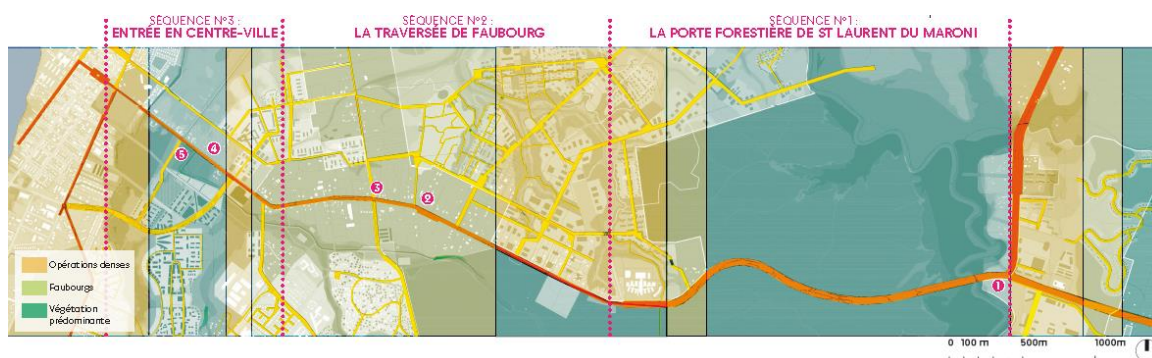 SÉQUENCE N°3 :
ENTRÉE EN CENTRE-VILLE
SÉQUENCE N°2 :
LA TRAVERSÉE DE FAUBOURG
SÉQUENCE N°1 :
LA PORTE FORESTIÈRE DE ST LAURENT DU MARONI
5
4
3
2
1
Opérations denses
Faubourgs
Végétation
prédominante
0 100 m 500m 1000m